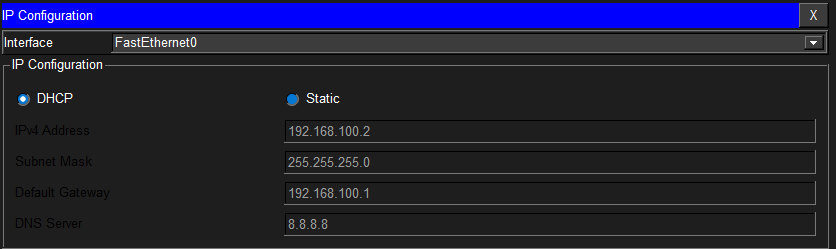 IP Configuration X
Interface FastEthernet0
IP Configuration
DHCP Static
IPv4 Address 192.168.100.2
Subnet Mask 255.255.255.0
Default Gateway 192.168.100.1
DNS Server 8.8.8.8